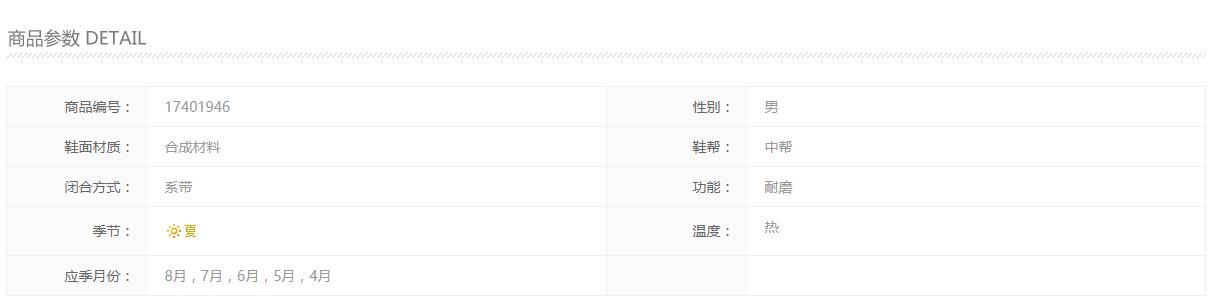 商品参数 DETAIL
商品编号： 17401946 性别： 男
鞋面材质： 合成材料 鞋帮： 中帮
闭合方式： 系带 功能： 耐磨
季节： 夏 温度： 热
应季月份： 8月，7月，6月，5月，4月